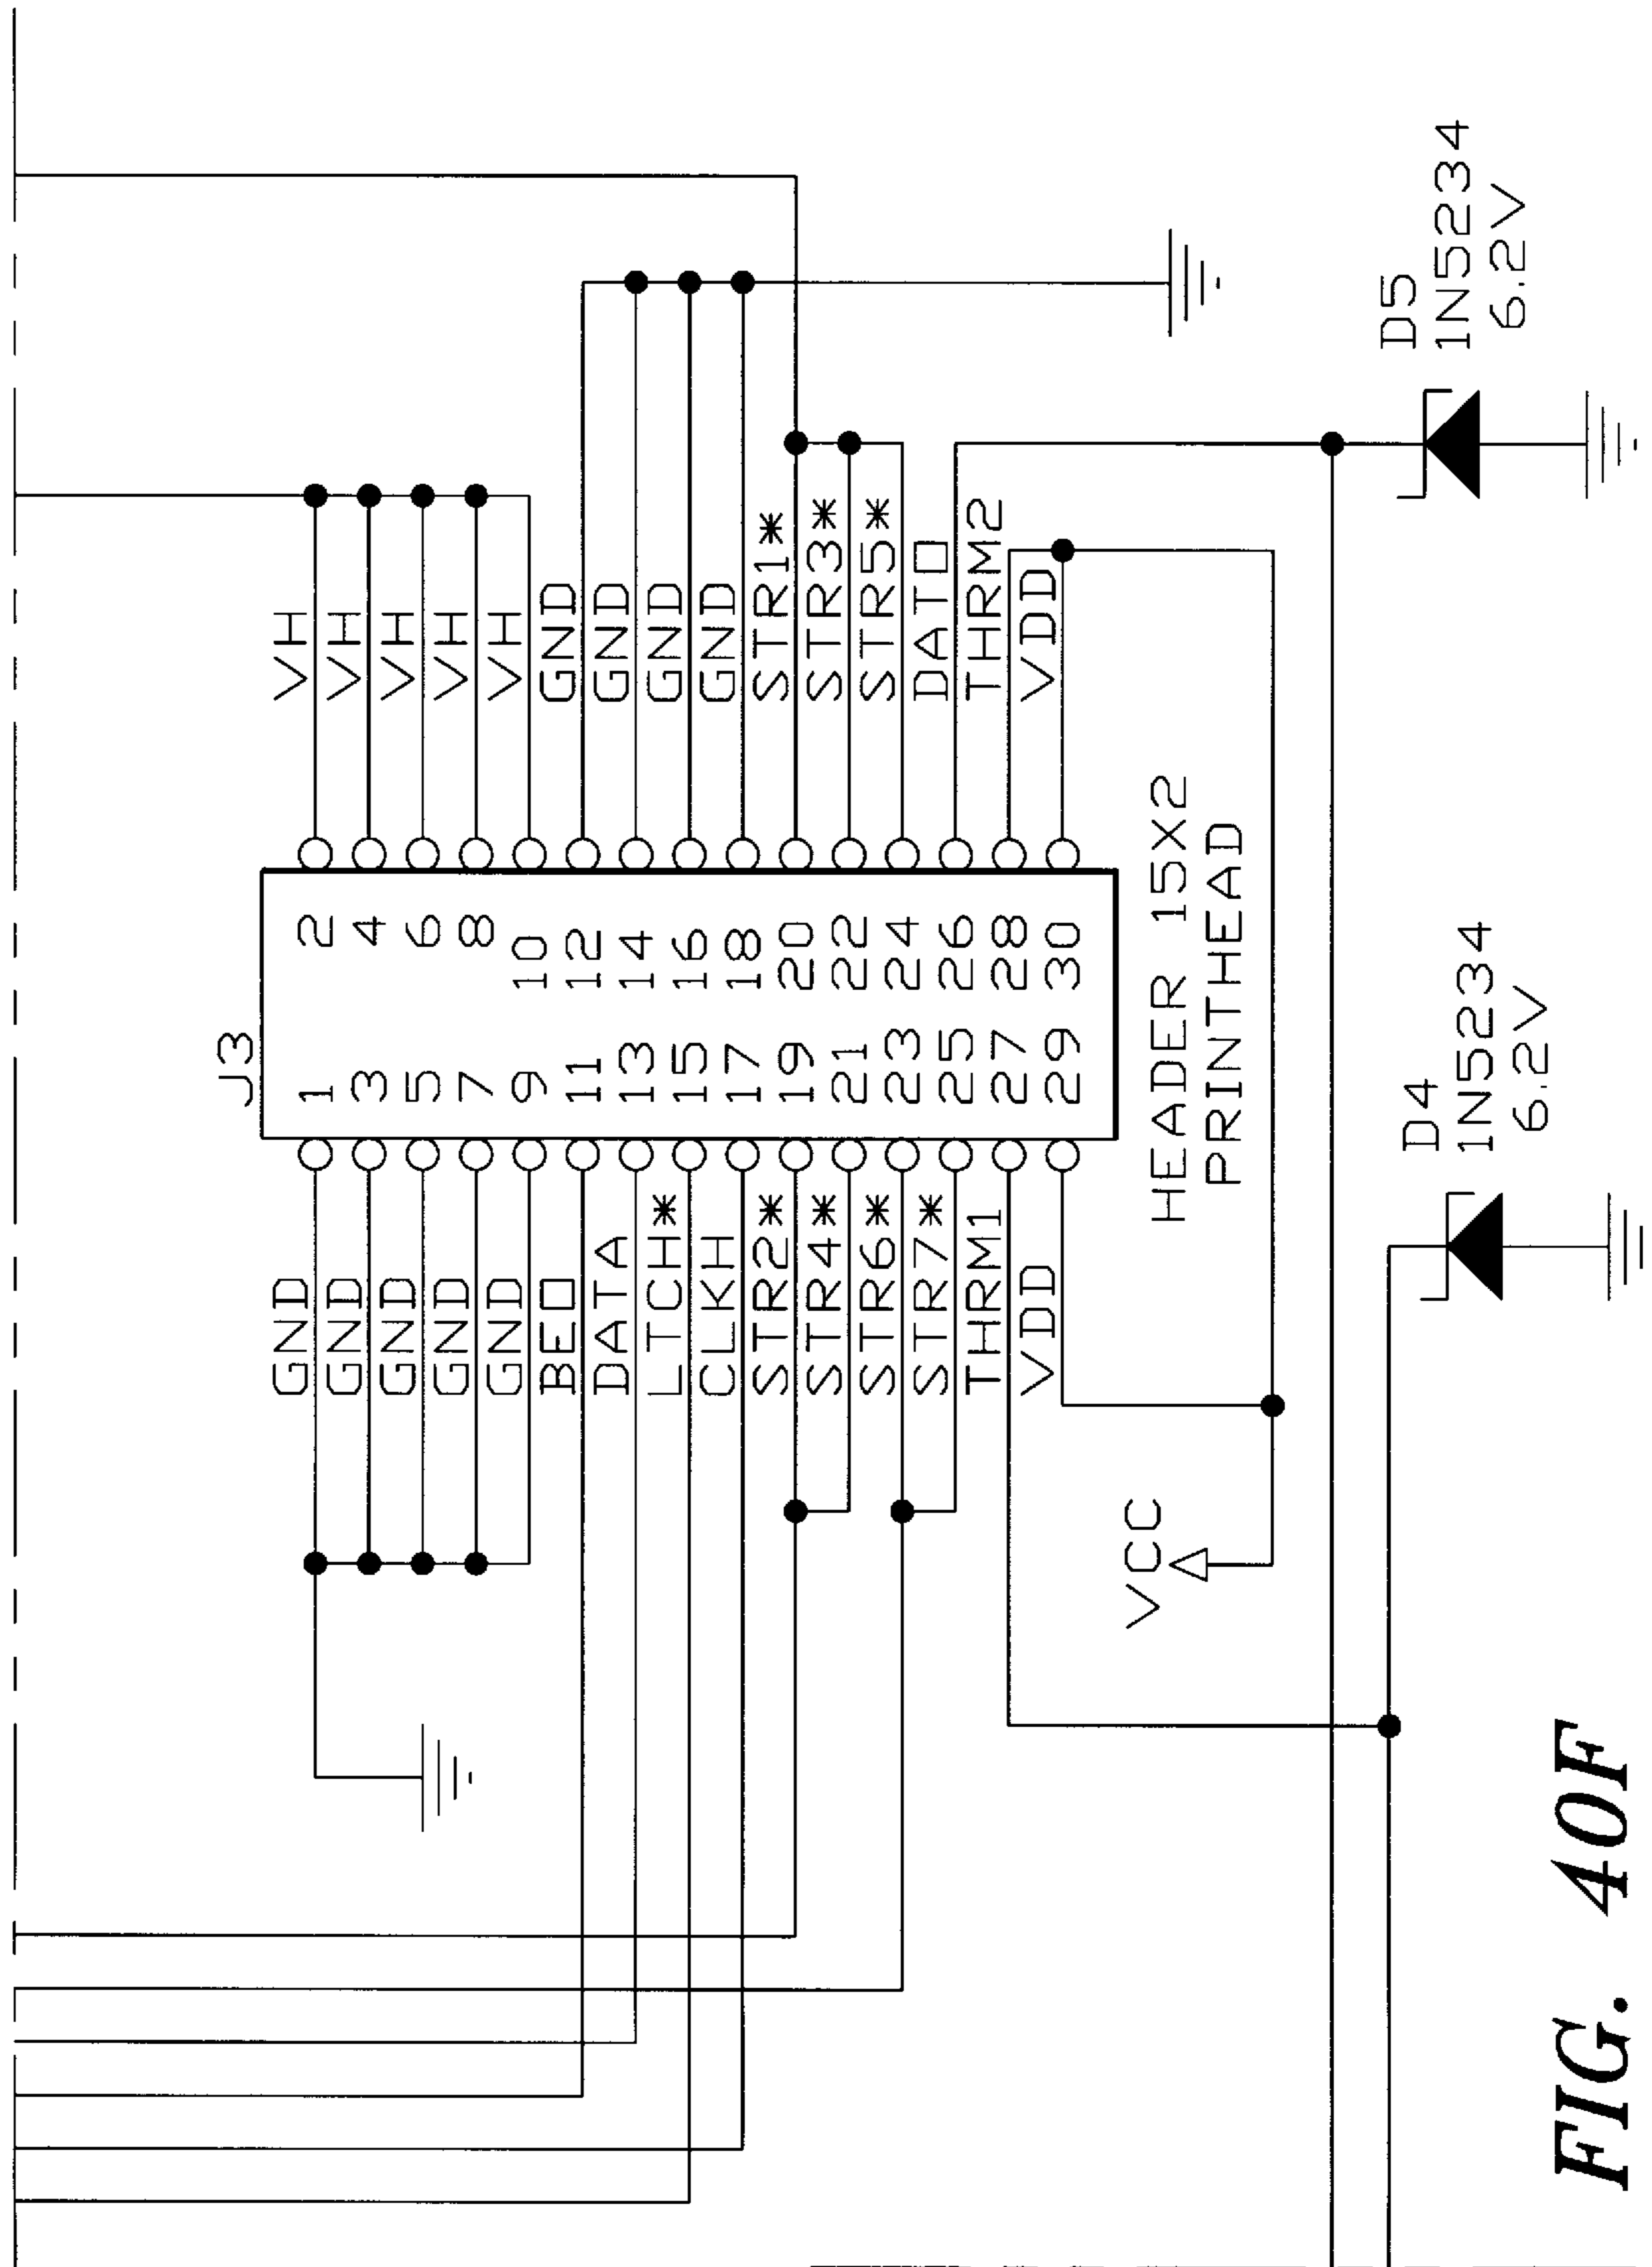 J3
GND 1 2 VH
GND 3 4 VH
GND 5 6 VH
GND 7 8 VH
GND 9 10 VH
BEO 11 12 GND
DATA 13 14 GND
LTCH* 15 16 GND
CLKH 17 18 GND
STR2* 19 20 STR1*
STR4* 21 22 STR3*
STR6* 23 24 STR5*
STR7* 25 26 DATO
THRM1 27 28 THRM2
VDD 29 30 VDD
VCC
HEADER 15X2
PRINTHEAD
D4
1N5234
6.2V
D5
1N5234
6.2V
FIG. 40F